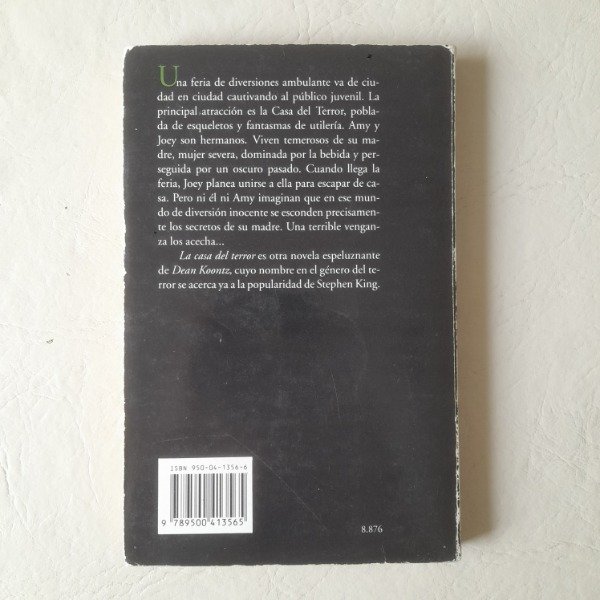 Una feria de diversiones ambulante va de ciu-
dad en ciudad cautivando al público juvenil. La
principal atracción es la Casa del Terror, pobla-
da de esqueletos y fantasmas de utilería. Amy y
Joey son hermanos. Viven temerosos de su ma-
dre, mujer severa, dominada por la bebida y per-
seguida por un oscuro pasado. Cuando llega la
feria, Joey planea unirse a ella para escapar de ca-
sa. Pero ni él ni Amy imaginan que en ese mun-
do de diversión inocente se esconden precisamen-
te los secretos de su madre. Una terrible vengan-
za los acecha...
La casa del terror es otra novela espeluznante
de Dean Koontz, cuyo nombre en el género del te-
rror se acerca ya a la popularidad de Stephen King.
ISBN 950-04-1356-6
9 789500 413565
8.876